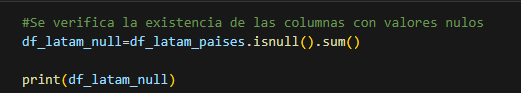 #Se verifica la existencia de las columnas con valores nulos
df_latam_null=df_latam_paises.isnull().sum()
print(df_latam_null)